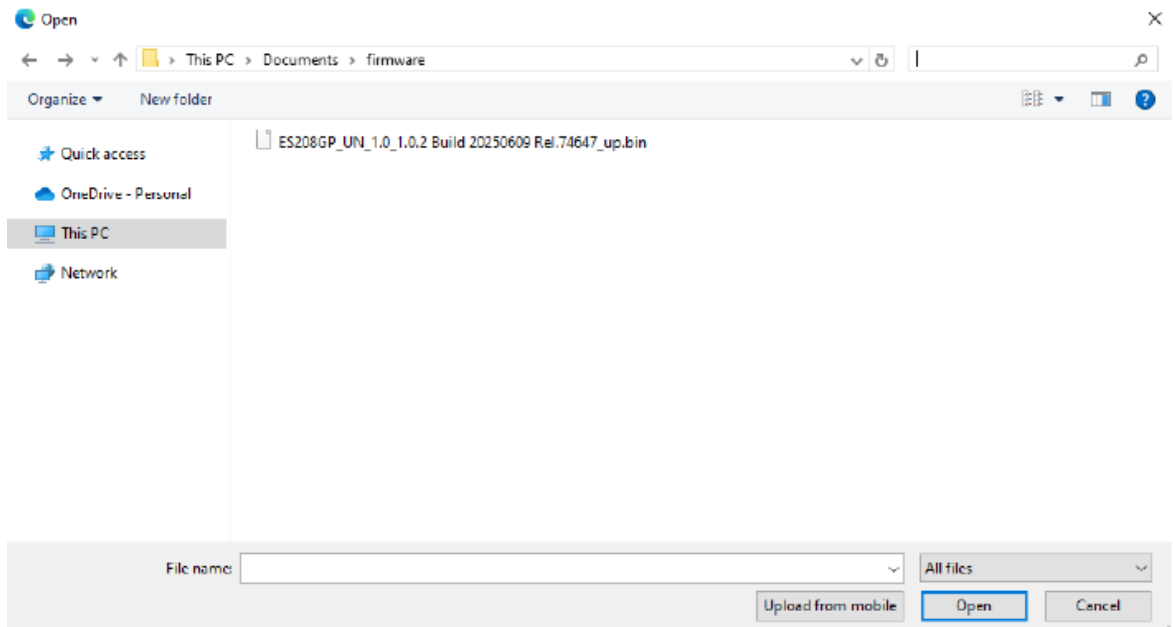 Open
This PC > Documents > firmware
Organize New folder
?
ES208GP_UN_1.0_1.0.2 Build 20250609 Rel.74647_up.bin
Quick access
OneDrive - Personal
This PC
Network
File name:
All files
Upload from mobile
Open
Cancel